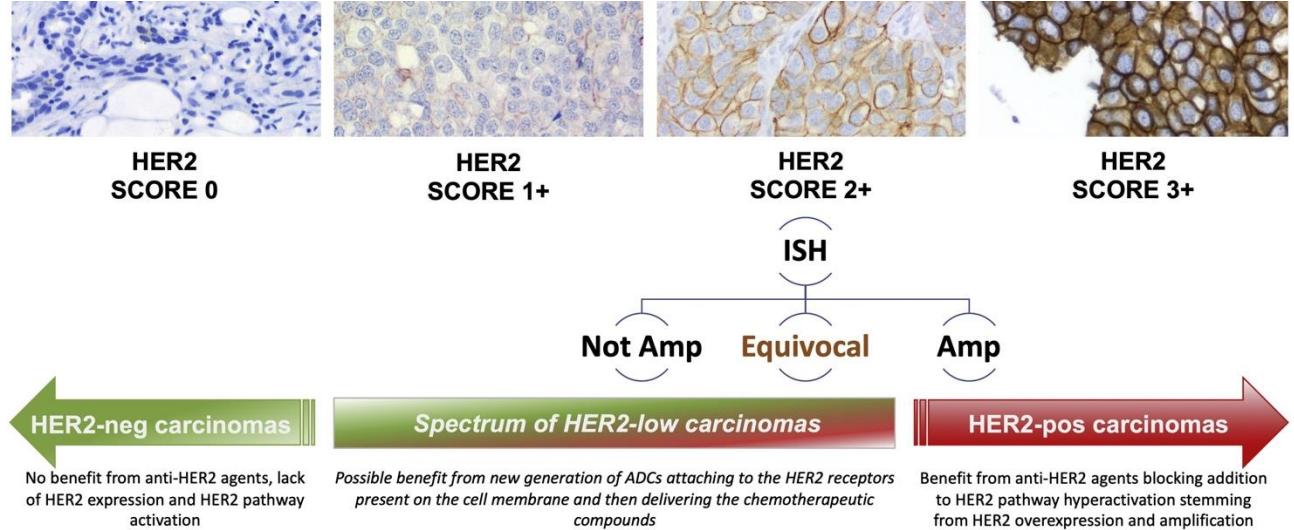 HER2
SCORE 0
HER2
SCORE 1+
HER2
SCORE 2+
HER2
SCORE 3+
ISH
Not Amp
Equivocal
Amp
HER2-neg carcinomas
Spectrum of HER2-low carcinomas
HER2-pos carcinomas
No benefit from anti-HER2 agents, lack
of HER2 expression and HER2 pathway
activation
Possible benefit from new generation of ADCs attaching to the HER2 receptors
present on the cell membrane and then delivering the chemotherapeutic
compounds
Benefit from anti-HER2 agents blocking addition
to HER2 pathway hyperactivation stemming
from HER2 overexpression and amplification